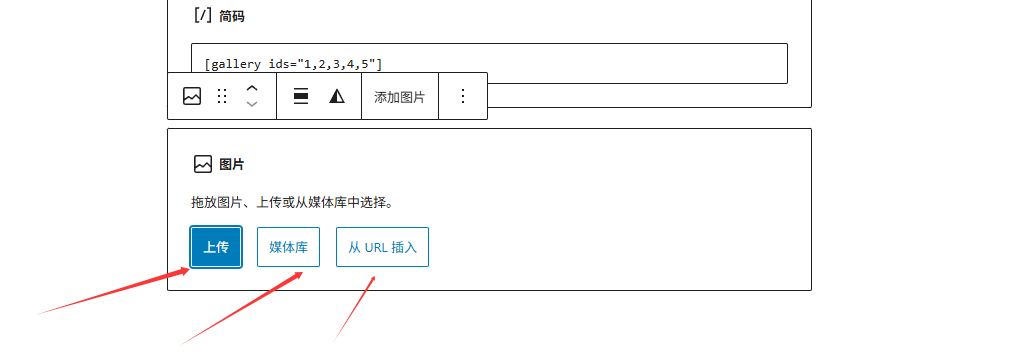 [/] 简码
[gallery ids="1,2,3,4,5"]
添加图片
图片
拖放图片、上传或从媒体库中选择。
上传 媒体库 从 URL 插入